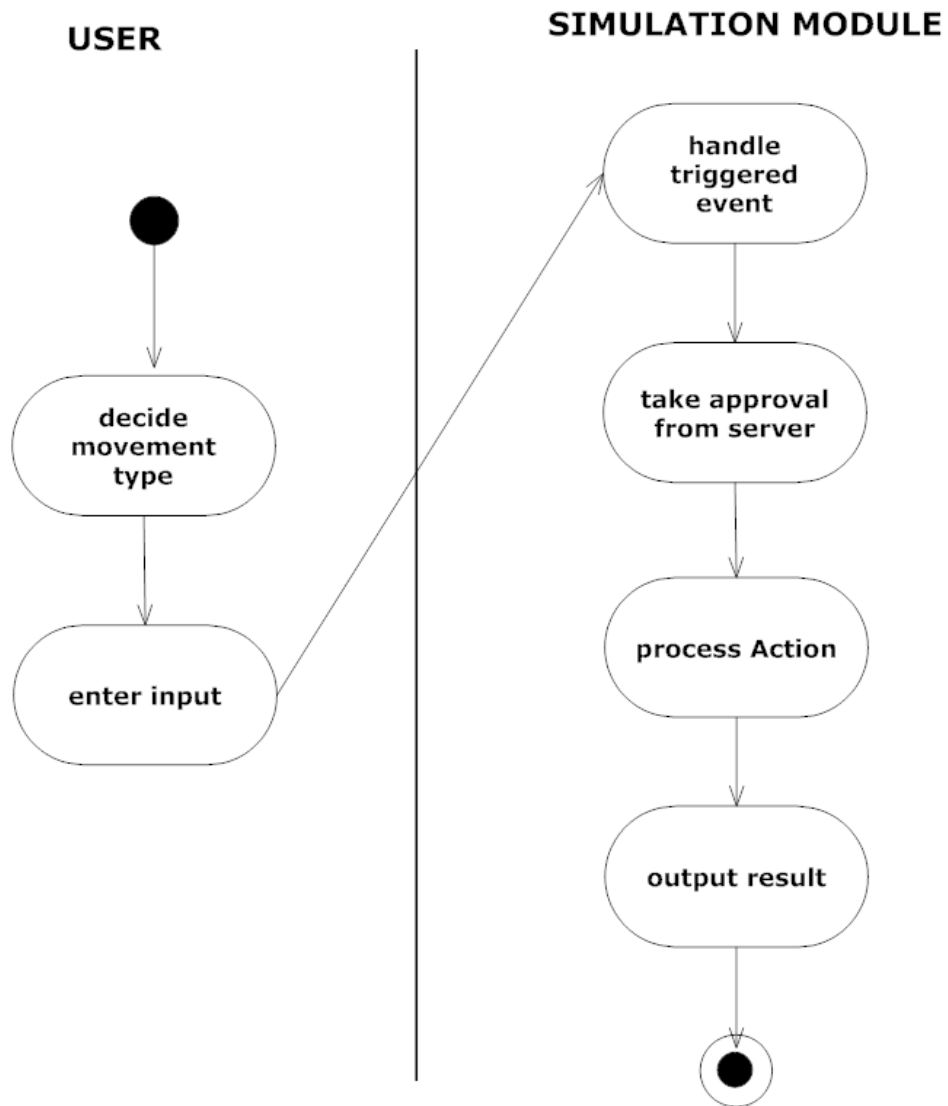 USER
SIMULATION MODULE
decide
movement
type
enter input
handle
triggered
event
take approval
from server
process Action
output result